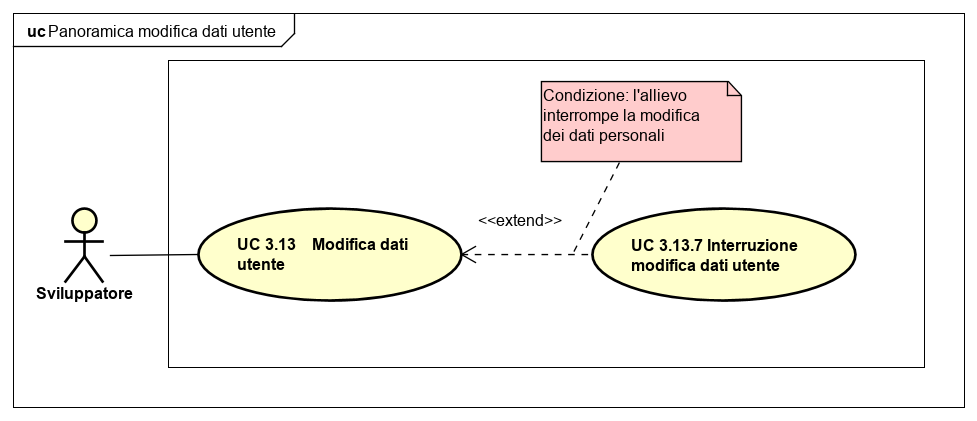 uc Panoramica modifica dati utente
Condizione: l'allievo
interrompe la modifica
dei dati personali
<<extend>>
UC 3.13    Modifica dati
utente
UC 3.13.7 Interruzione
modifica dati utente
Sviluppatore